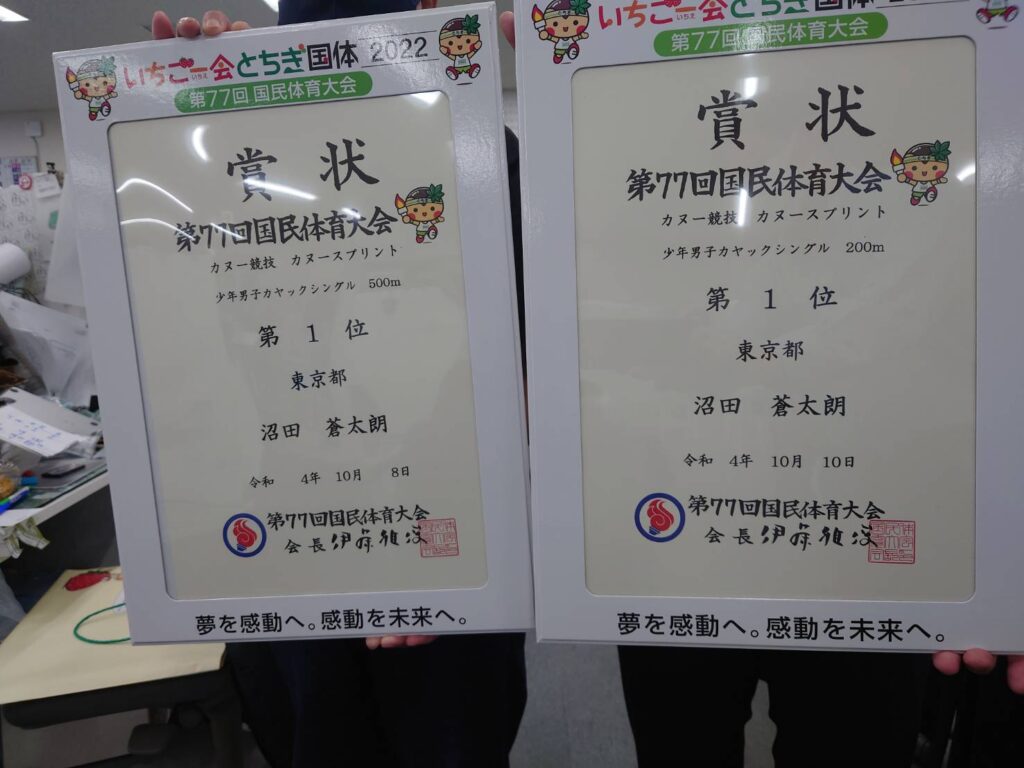 いちご一会とちぎ国体 2022
いちえ
第77回 国民体育大会
賞 状
第77回国民体育大会
カヌー競技 カヌースプリント
少年男子カヤックシングル 500m
第 1 位
東京都
沼田 蒼太朗
令和 4年 10月 8日
第77回国民体育大会
会長
夢を感動へ。感動を未来へ。
いちご一会とちぎ国体
いちえ
第77回 国民体育大会
賞 状
第77回国民体育大会
カヌー競技 カヌースプリント
少年男子カヤックシングル 200m
第 1 位
東京都
沼田 蒼太朗
令和 4年 10月 10日
第77回国民体育大会
会長
夢を感動へ。感動を未来へ。